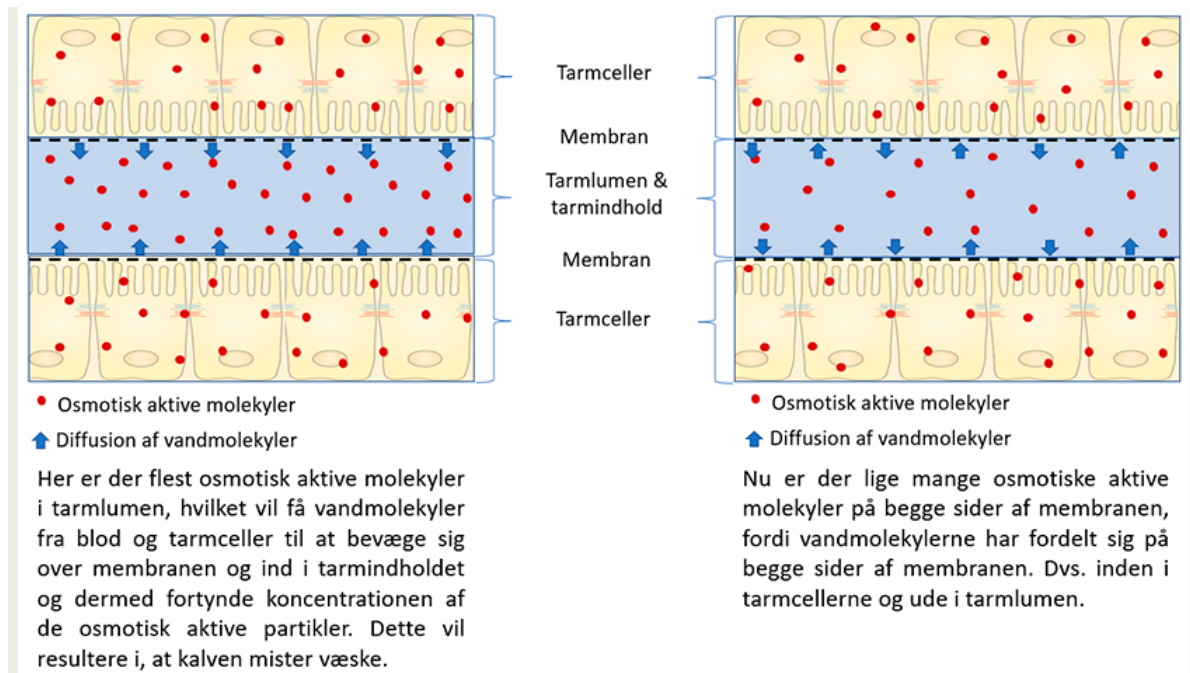 Tarmceller
Membran
Tarmlumen &
tarmindhold
Membran
Tarmceller
Osmotisk aktive molekyler
Diffusion af vandmolekyler
Her er der flest osmotisk aktive molekyler
i tarmlumen, hvilket vil få vandmolekyler
fra blod og tarmceller til at bevæge sig
over membranen og ind i tarmindholdet
og dermed fortynde koncentrationen af
de osmotisk aktive partikler. Dette vil
resultere i, at kalven mister væske.
Osmotisk aktive molekyler
Diffusion af vandmolekyler
Nu er der lige mange osmotiske aktive
molekyler på begge sider af membranen,
fordi vandmolekylerne har fordelt sig på
begge sider af membranen. Dvs. inden i
tarmcellerne og ude i tarmlumen.